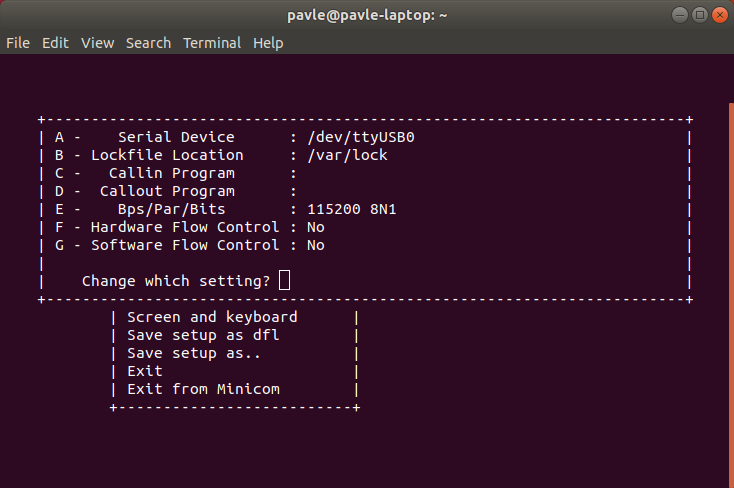 pavle@pavle-laptop: ~
File Edit View Search Terminal Help
+-----------------------------------------------------------------------+
| A -    Serial Device      : /dev/ttyUSB0                              |
| B - Lockfile Location     : /var/lock                                 |
| C -   Callin Program      :                                           |
| D -  Callout Program      :                                           |
| E -    Bps/Par/Bits       : 115200 8N1                                |
| F - Hardware Flow Control : No                                        |
| G - Software Flow Control : No                                        |
|                                                                       |
|    Change which setting?                                              |
+-----------------------------------------------------------------------+
        | Screen and keyboard      |
        | Save setup as dfl        |
        | Save setup as..          |
        | Exit                     |
        | Exit from Minicom        |
        +--------------------------+